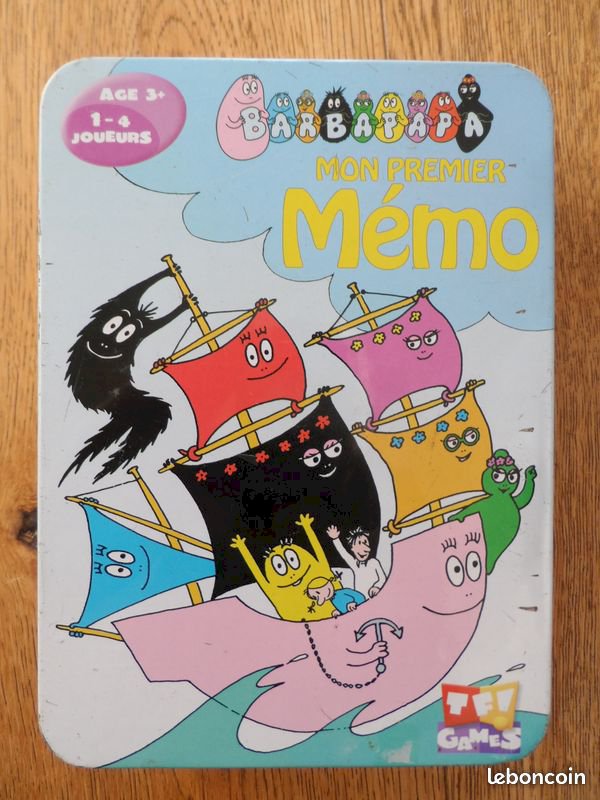 AGE 3+
1-4
JOUEURS
BARBAPAPA
MON PREMIER
Mémo
TF1
GAMES
leboncoin